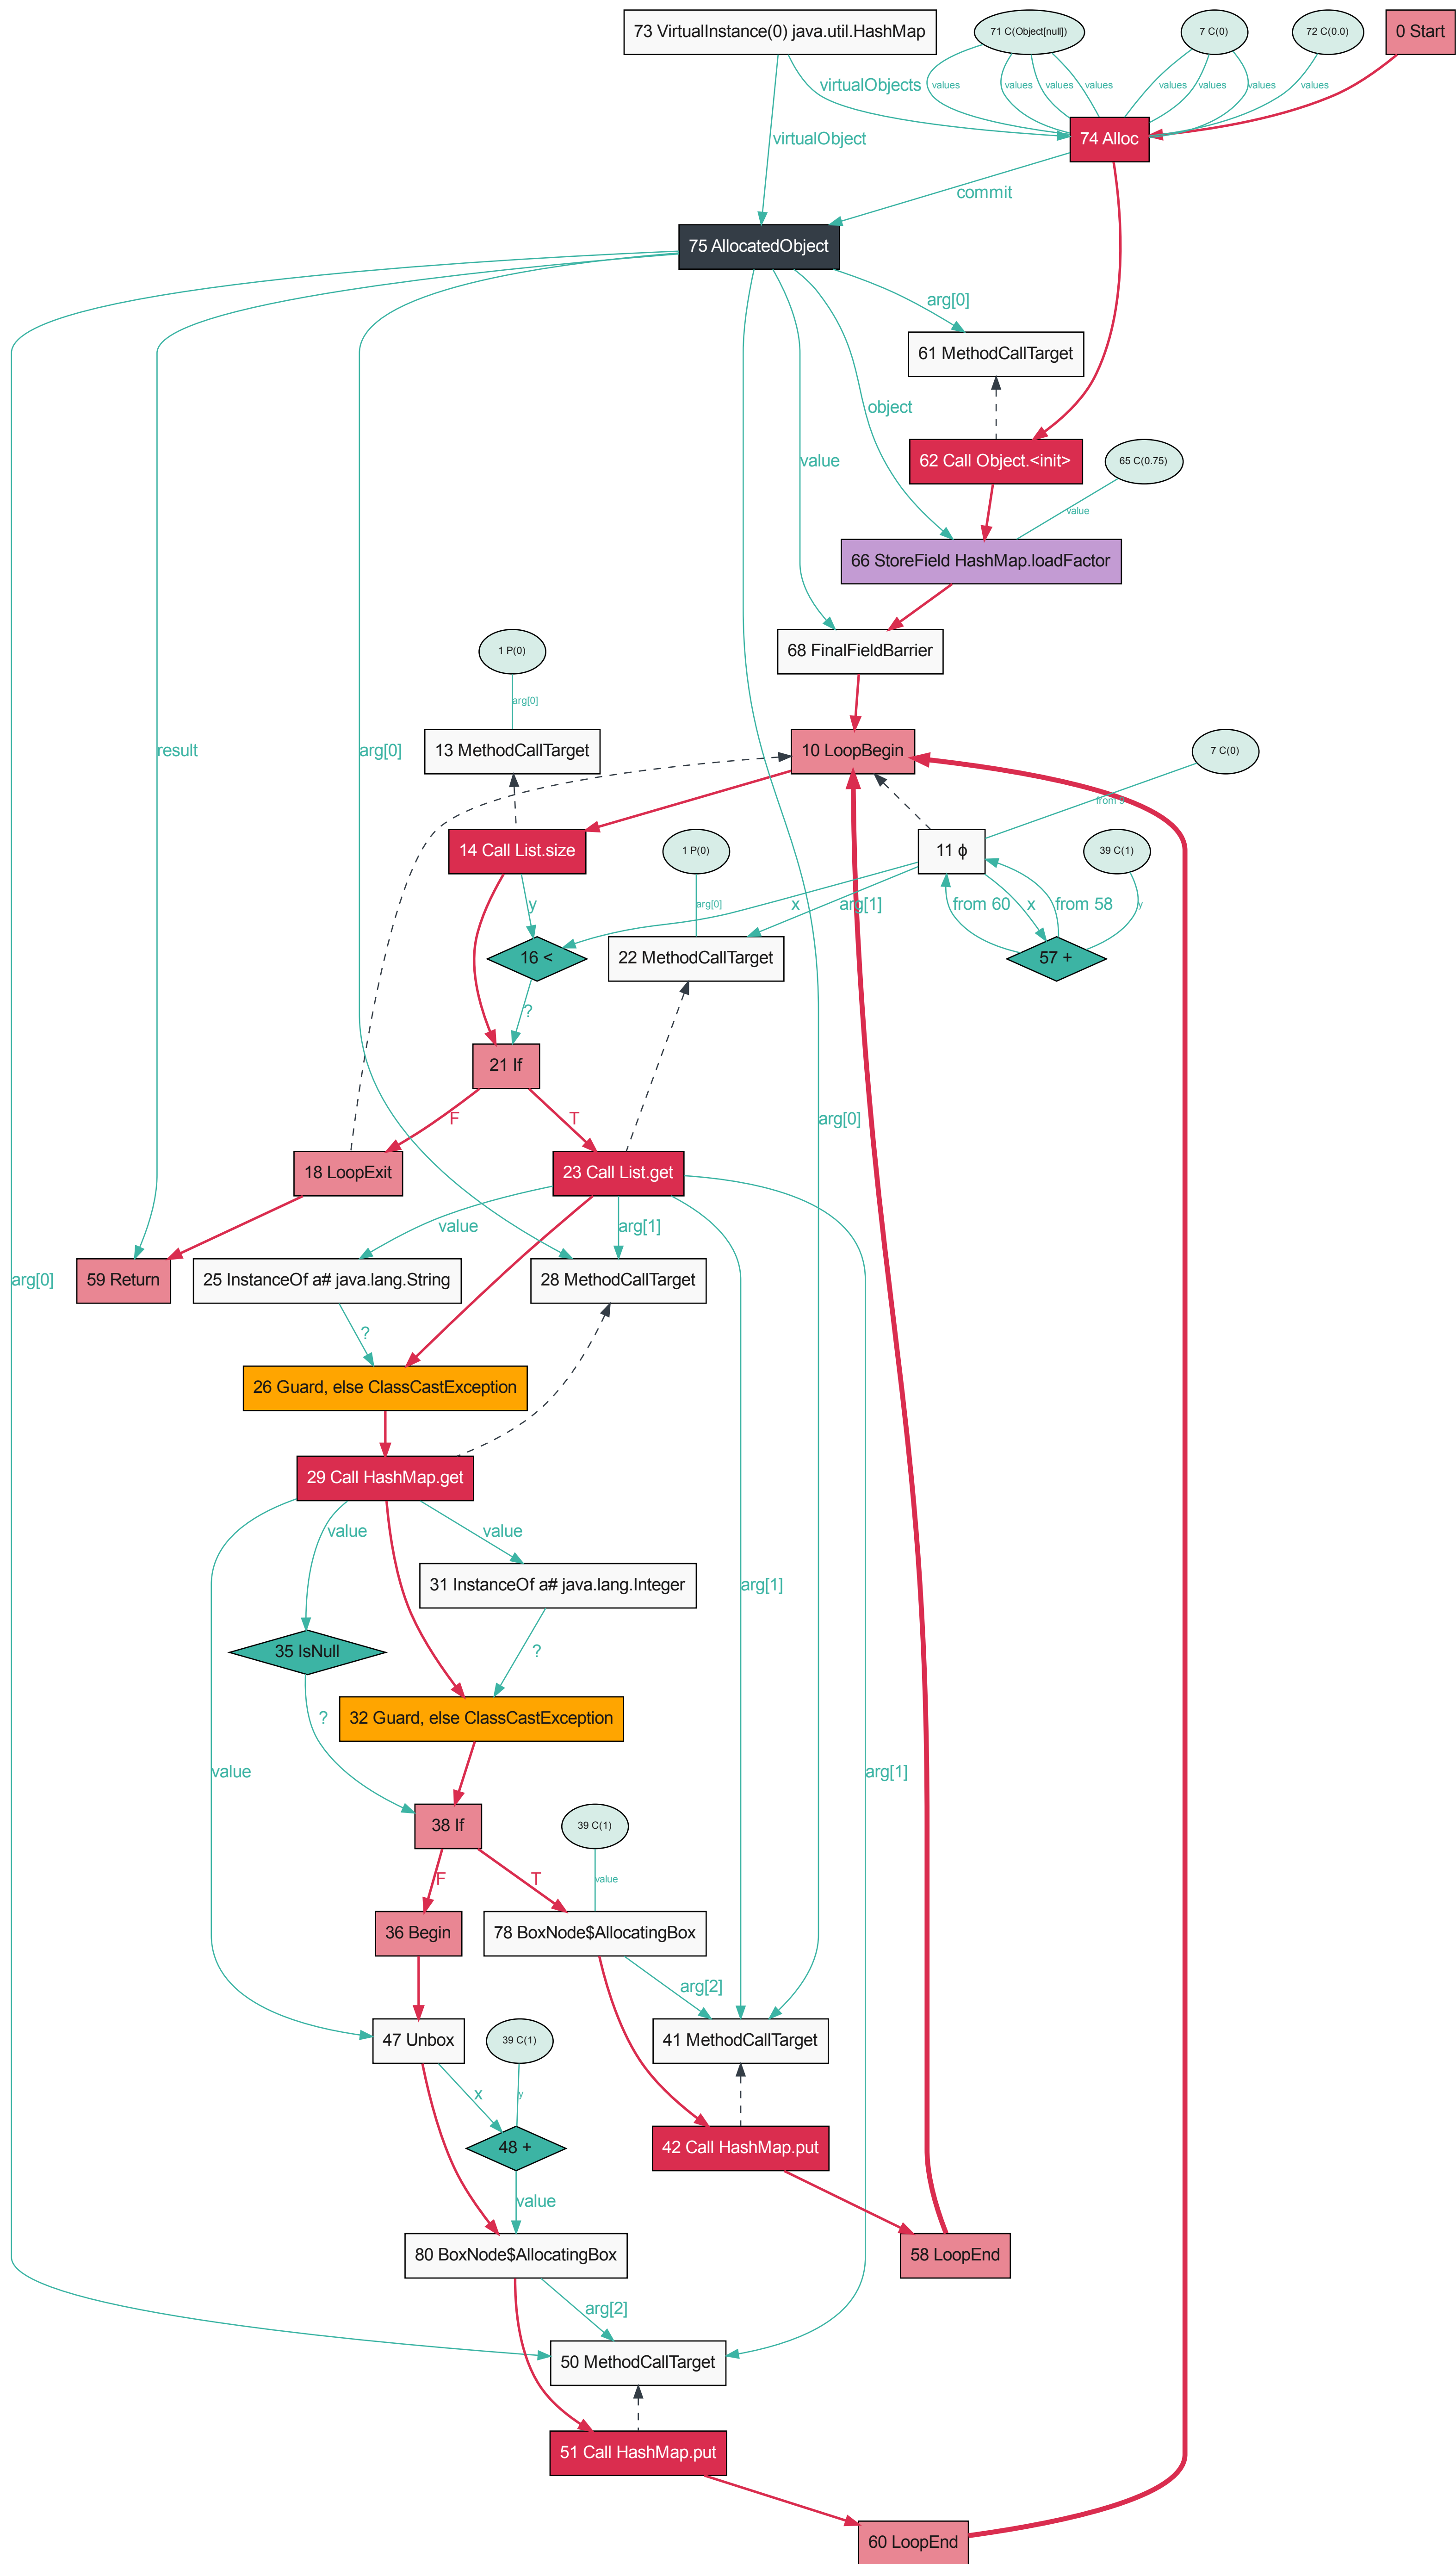 73 VirtualInstance(0) java.util.HashMap
71 C(Object[null])
7 C(0)
72 C(0.0)
0 Start
virtualObjects
values
values
values
values
values
values
values
values
virtualObject
74 Alloc
commit
75 AllocatedObject
arg[0]
61 MethodCallTarget
object
value
62 Call Object.<init>
65 C(0.75)
value
66 StoreField HashMap.loadFactor
1 P(0)
68 FinalFieldBarrier
arg[0]
result
arg[0]
13 MethodCallTarget
10 LoopBegin
7 C(0)
14 Call List.size
1 P(0)
11 ϕ
39 C(1)
y
arg[0]
x
arg[1]
from 60
x
from 58
y
16 <
22 MethodCallTarget
57 +
?
21 If
F
T
arg[0]
18 LoopExit
23 Call List.get
value
arg[1]
arg[0]
59 Return
25 InstanceOf a# java.lang.String
28 MethodCallTarget
?
26 Guard, else ClassCastException
29 Call HashMap.get
value
value
31 InstanceOf a# java.lang.Integer
arg[1]
35 IsNull
?
32 Guard, else ClassCastException
?
value
arg[1]
38 If
39 C(1)
F
T
value
36 Begin
78 BoxNode$AllocatingBox
arg[2]
47 Unbox
39 C(1)
41 MethodCallTarget
x
y
48 +
42 Call HashMap.put
value
80 BoxNode$AllocatingBox
58 LoopEnd
arg[2]
50 MethodCallTarget
51 Call HashMap.put
60 LoopEnd